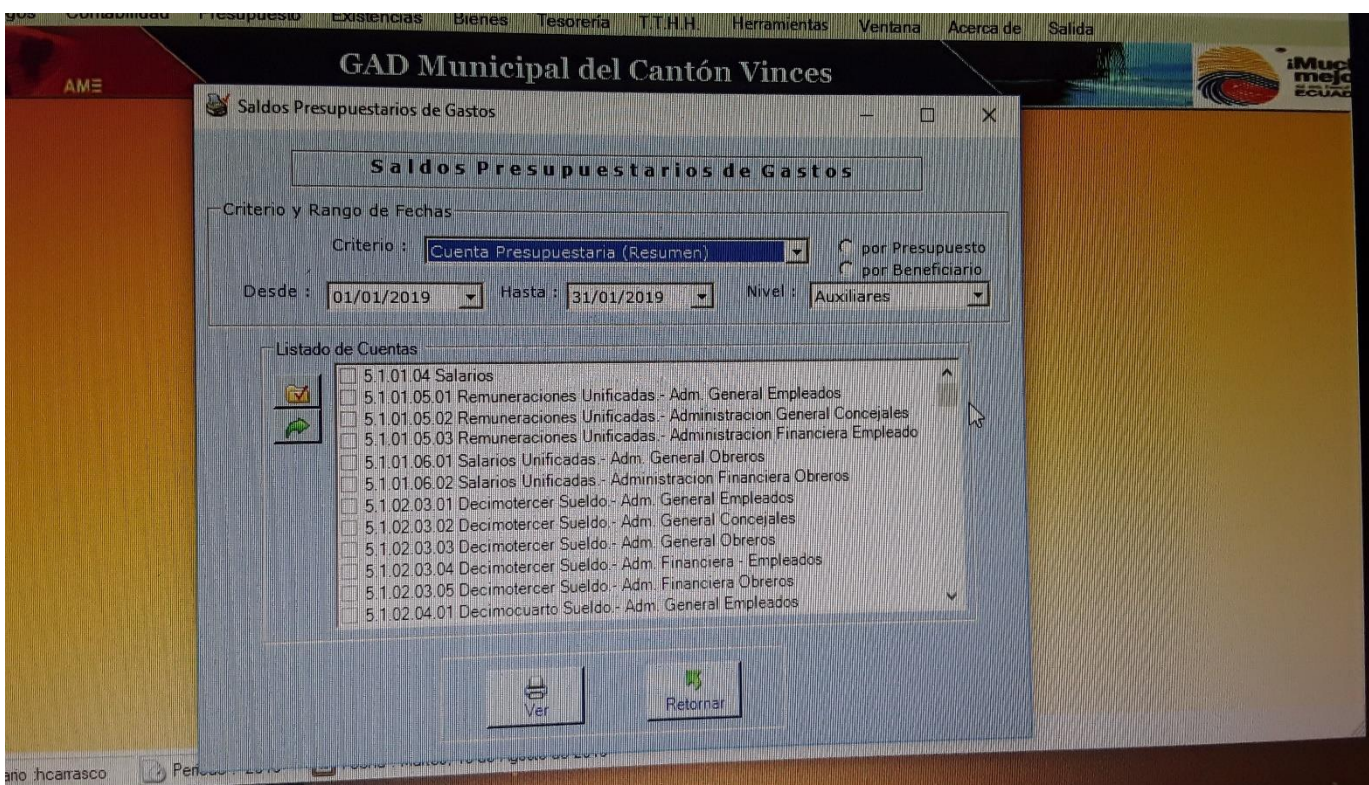 Contabilidad Presupuesto Existencias Bienes Tesorería T.T.H.H. Herramientas Ventana Acerca de Salida
GAD Municipal del Cantón Vinces
AME
Saldos Presupuestarios de Gastos
Saldos Presupuestarios de Gastos
Criterio y Rango de Fechas
Criterio : Cuenta Presupuestaria (Resumen) por Presupuesto
por Beneficiario
Desde : 01/01/2019 Hasta : 31/01/2019 Nivel : Auxiliares
Listado de Cuentas
5.1.01.04 Salarios
5.1.01.05.01 Remuneraciones Unificadas.- Adm. General Empleados
5.1.01.05.02 Remuneraciones Unificadas.- Administracion General Concejales
5.1.01.05.03 Remuneraciones Unificadas.- Administracion Financiera Empleado
5.1.01.06.01 Salarios Unificadas.- Adm. General Obreros
5.1.01.06.02 Salarios Unificadas.- Administracion Financiera Obreros
5.1.02.03.01 Decimotercer Sueldo.- Adm. General Empleados
5.1.02.03.02 Decimotercer Sueldo.- Adm. General Concejales
5.1.02.03.03 Decimotercer Sueldo.- Adm. General Obreros
5.1.02.03.04 Decimotercer Sueldo.- Adm. Financiera - Empleados
5.1.02.03.05 Decimotercer Sueldo.- Adm. Financiera Obreros
5.1.02.04.01 Decimocuarto Sueldo.- Adm. General Empleados
Ver Retornar
hcarrasco